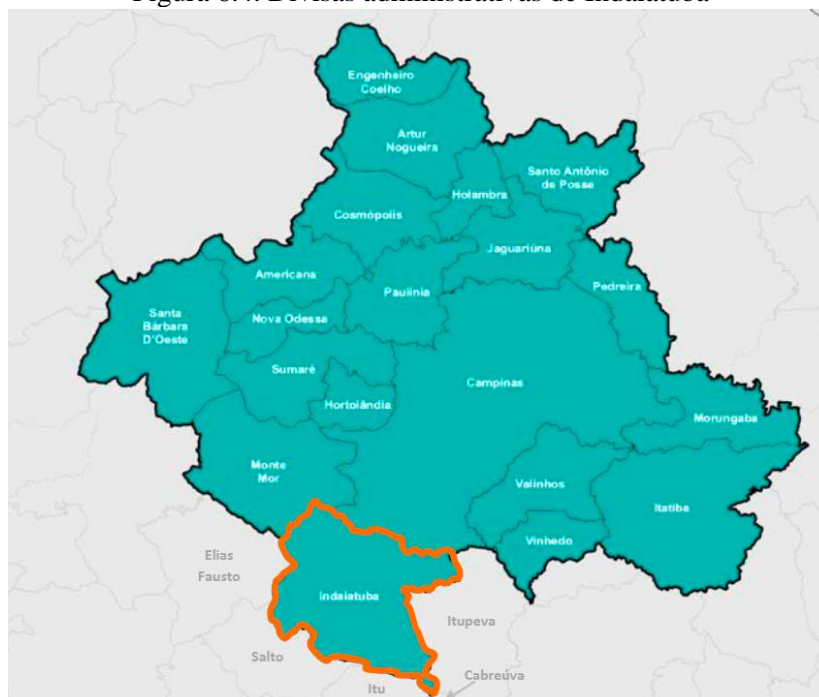 Figura 6.4: Divisas administrativas de Indaiatuba
Engenheiro
Coelho
Artur
Nogueira
Santo Antônio
de Posse
Holambra
Cosmópolis
Jaguariúna
Americana
Paulínia
Pedreira
Santa
Bárbara
D'Oeste
Nova Odessa
Sumaré
Campinas
Hortolândia
Morungaba
Monte
Mor
Valinhos
Itatiba
Vinhedo
Elias
Fausto
Indaiatuba
Itupeva
Salto
Cabreúva
Itu